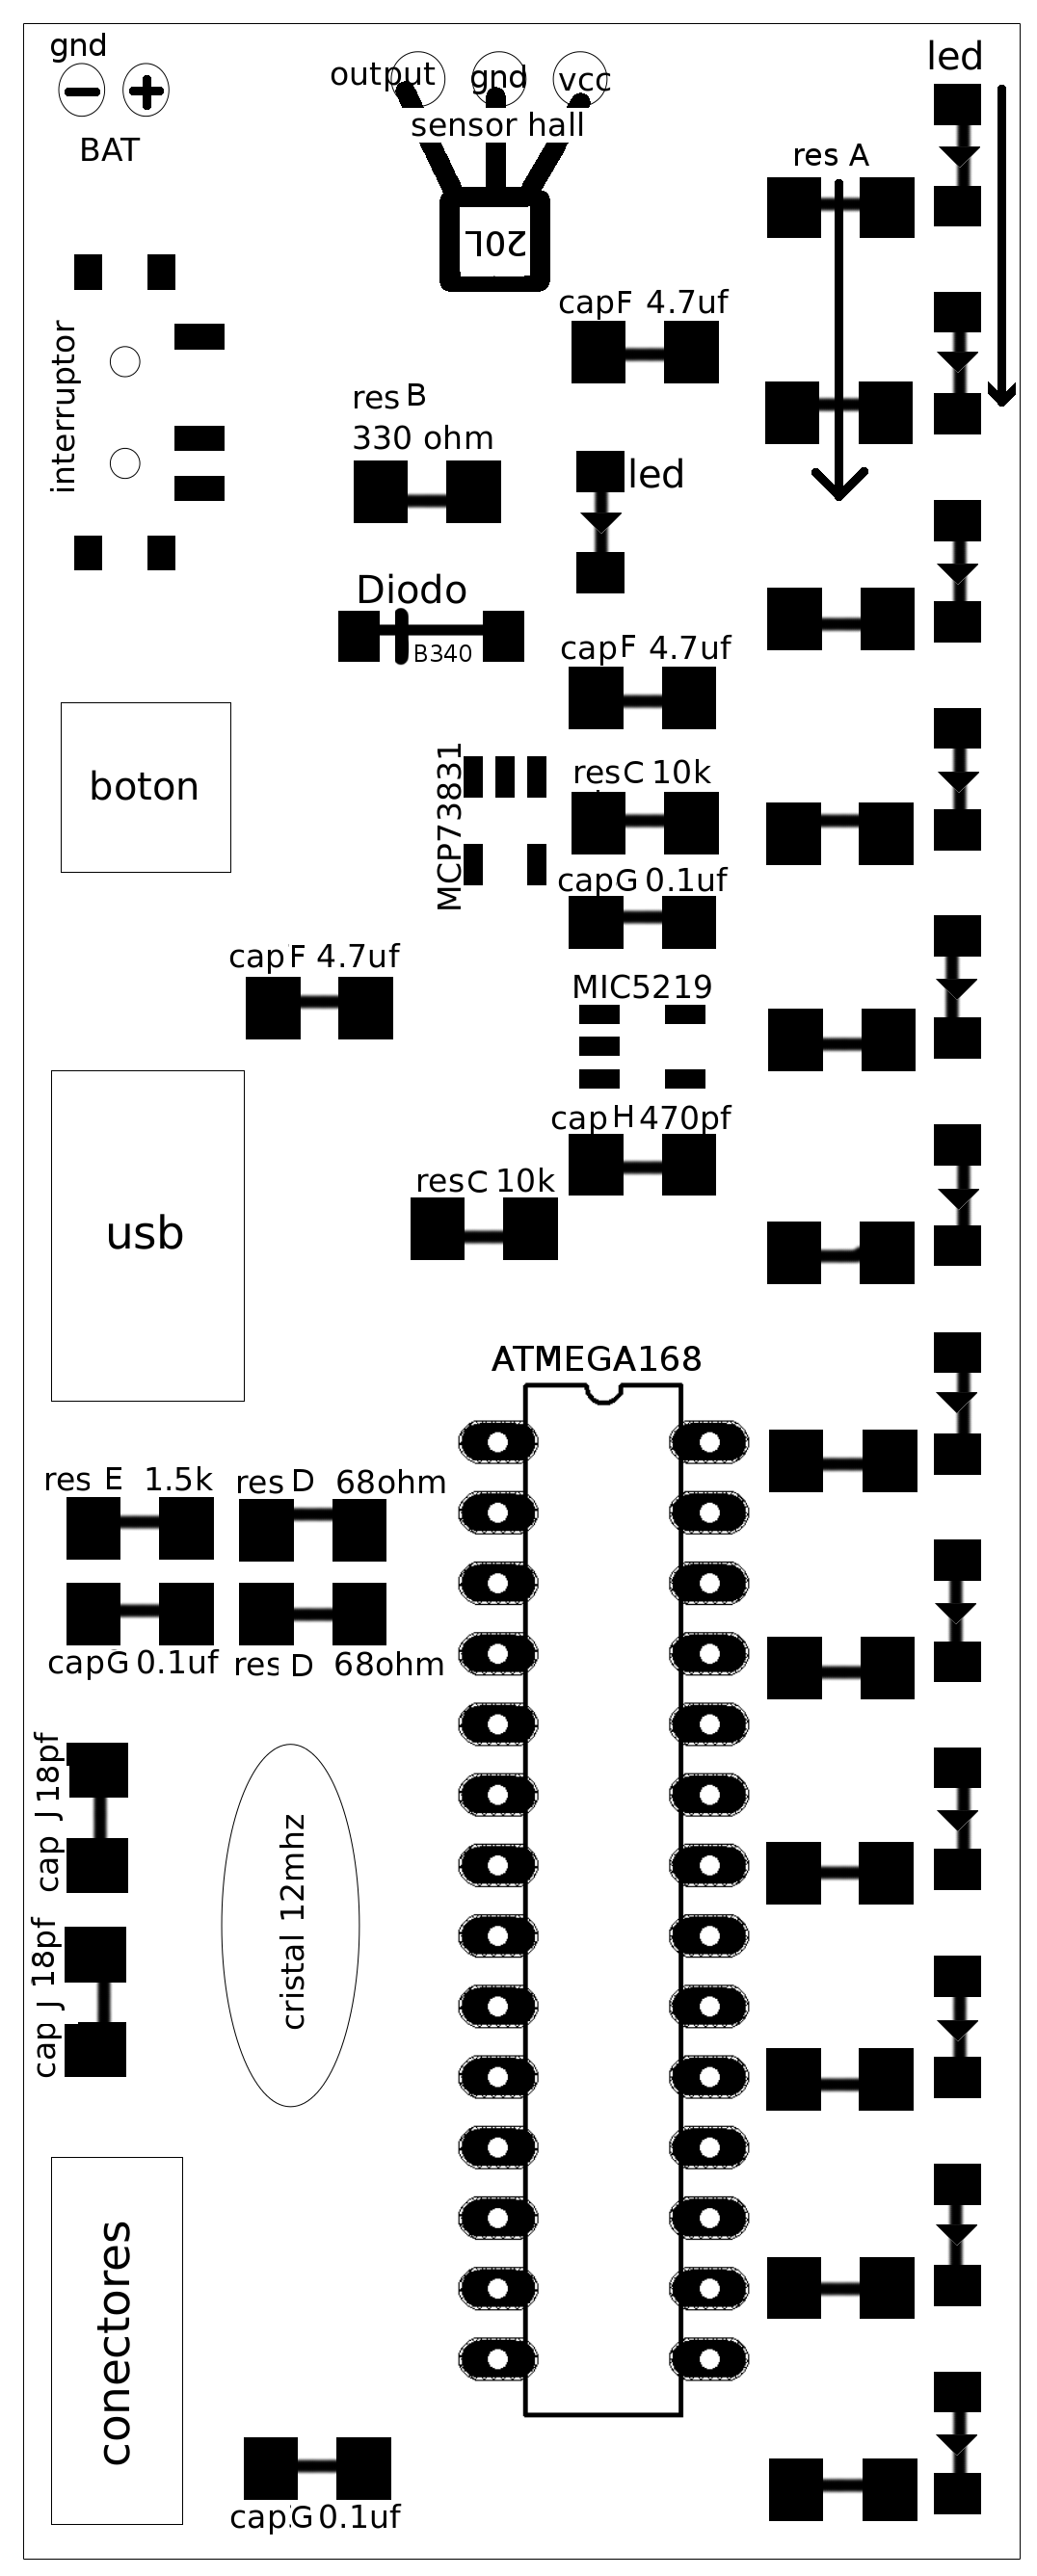 gnd
BAT
output gnd vcc
sensor hall
20L
led
res A
interruptor
capF 4.7uf
res B
330 ohm
led
Diodo
B340
capF 4.7uf
boton
MCP73831
resC 10k
capG 0.1uf
capF 4.7uf
MIC5219
cap H 470pf
resC 10k
usb
ATMEGA168
res E 1.5k
res D 68ohm
capG 0.1uf
res D 68ohm
cap J 18pf
cap J 18pf
cristal 12mhz
conectores
capG 0.1uf